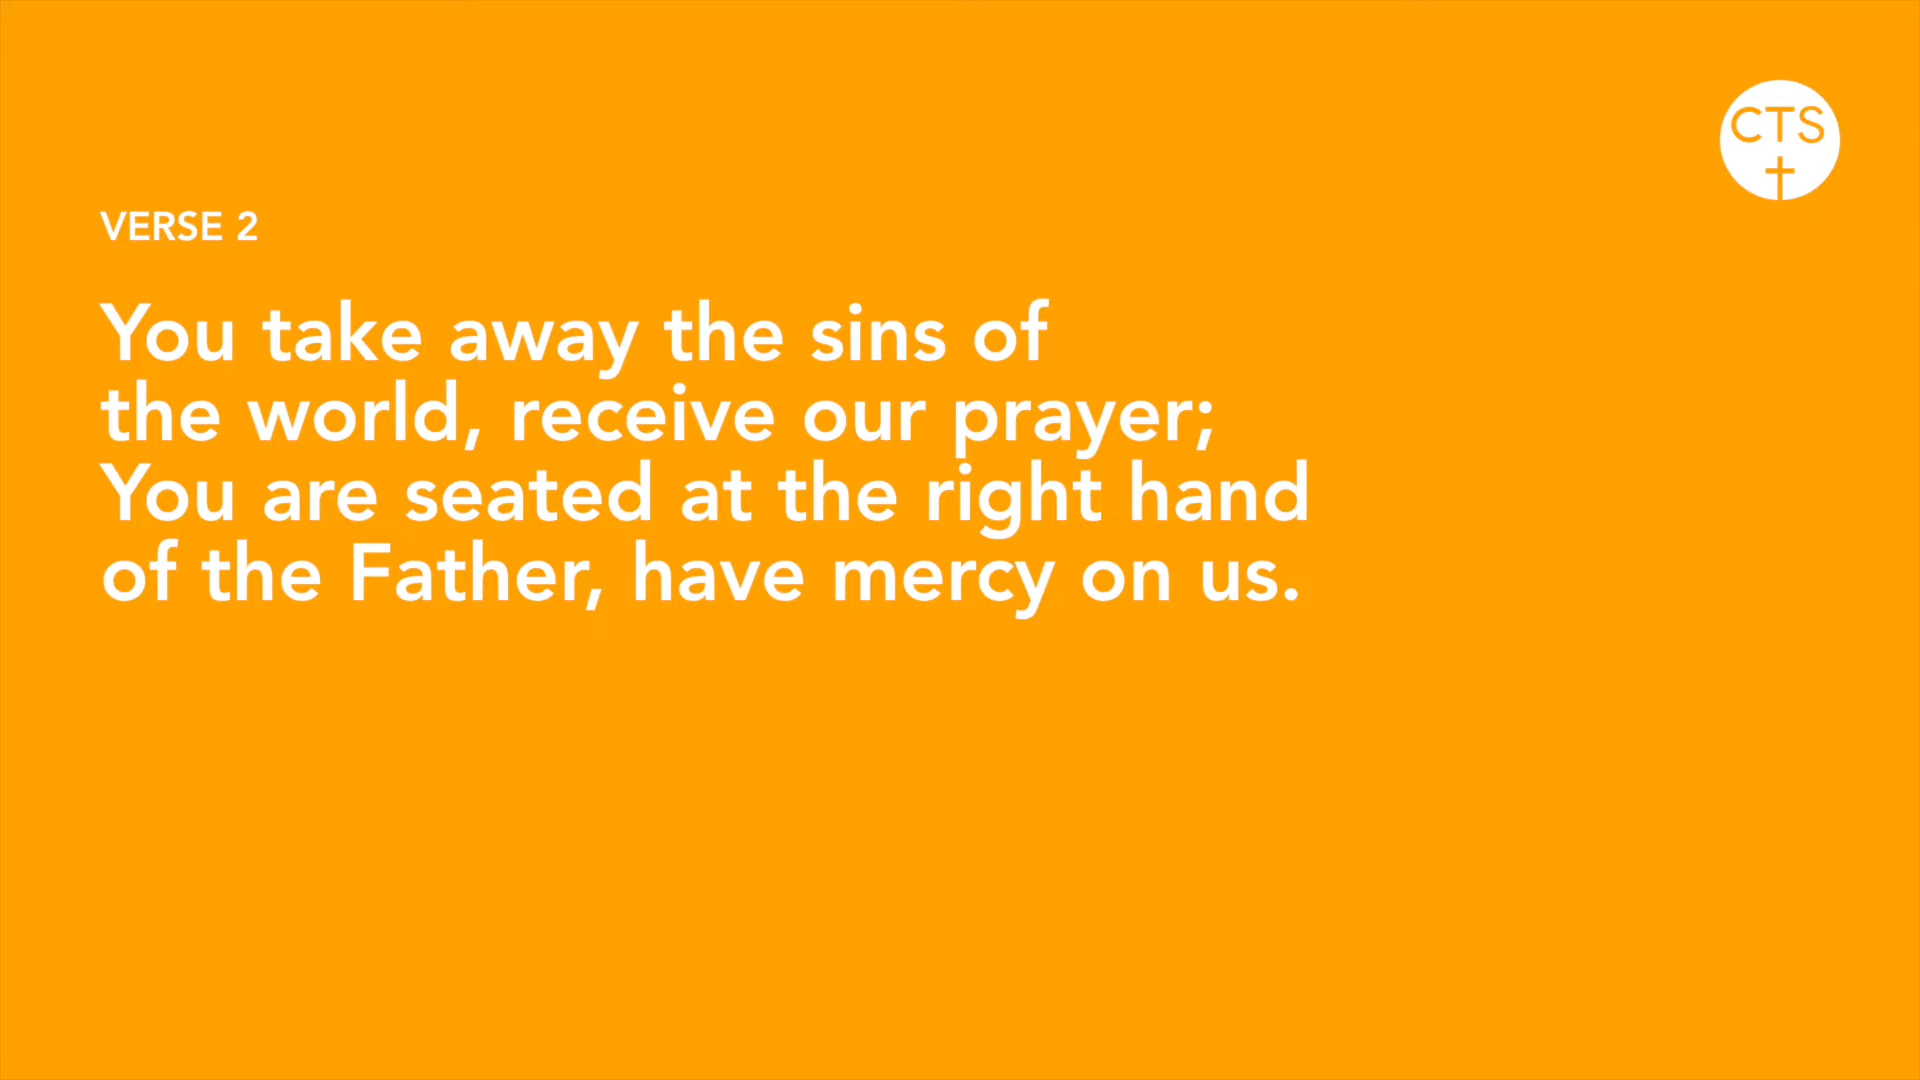 CTS
VERSE 2
You take away the sins of
the world, receive our prayer;
You are seated at the right hand
of the Father, have mercy on us.